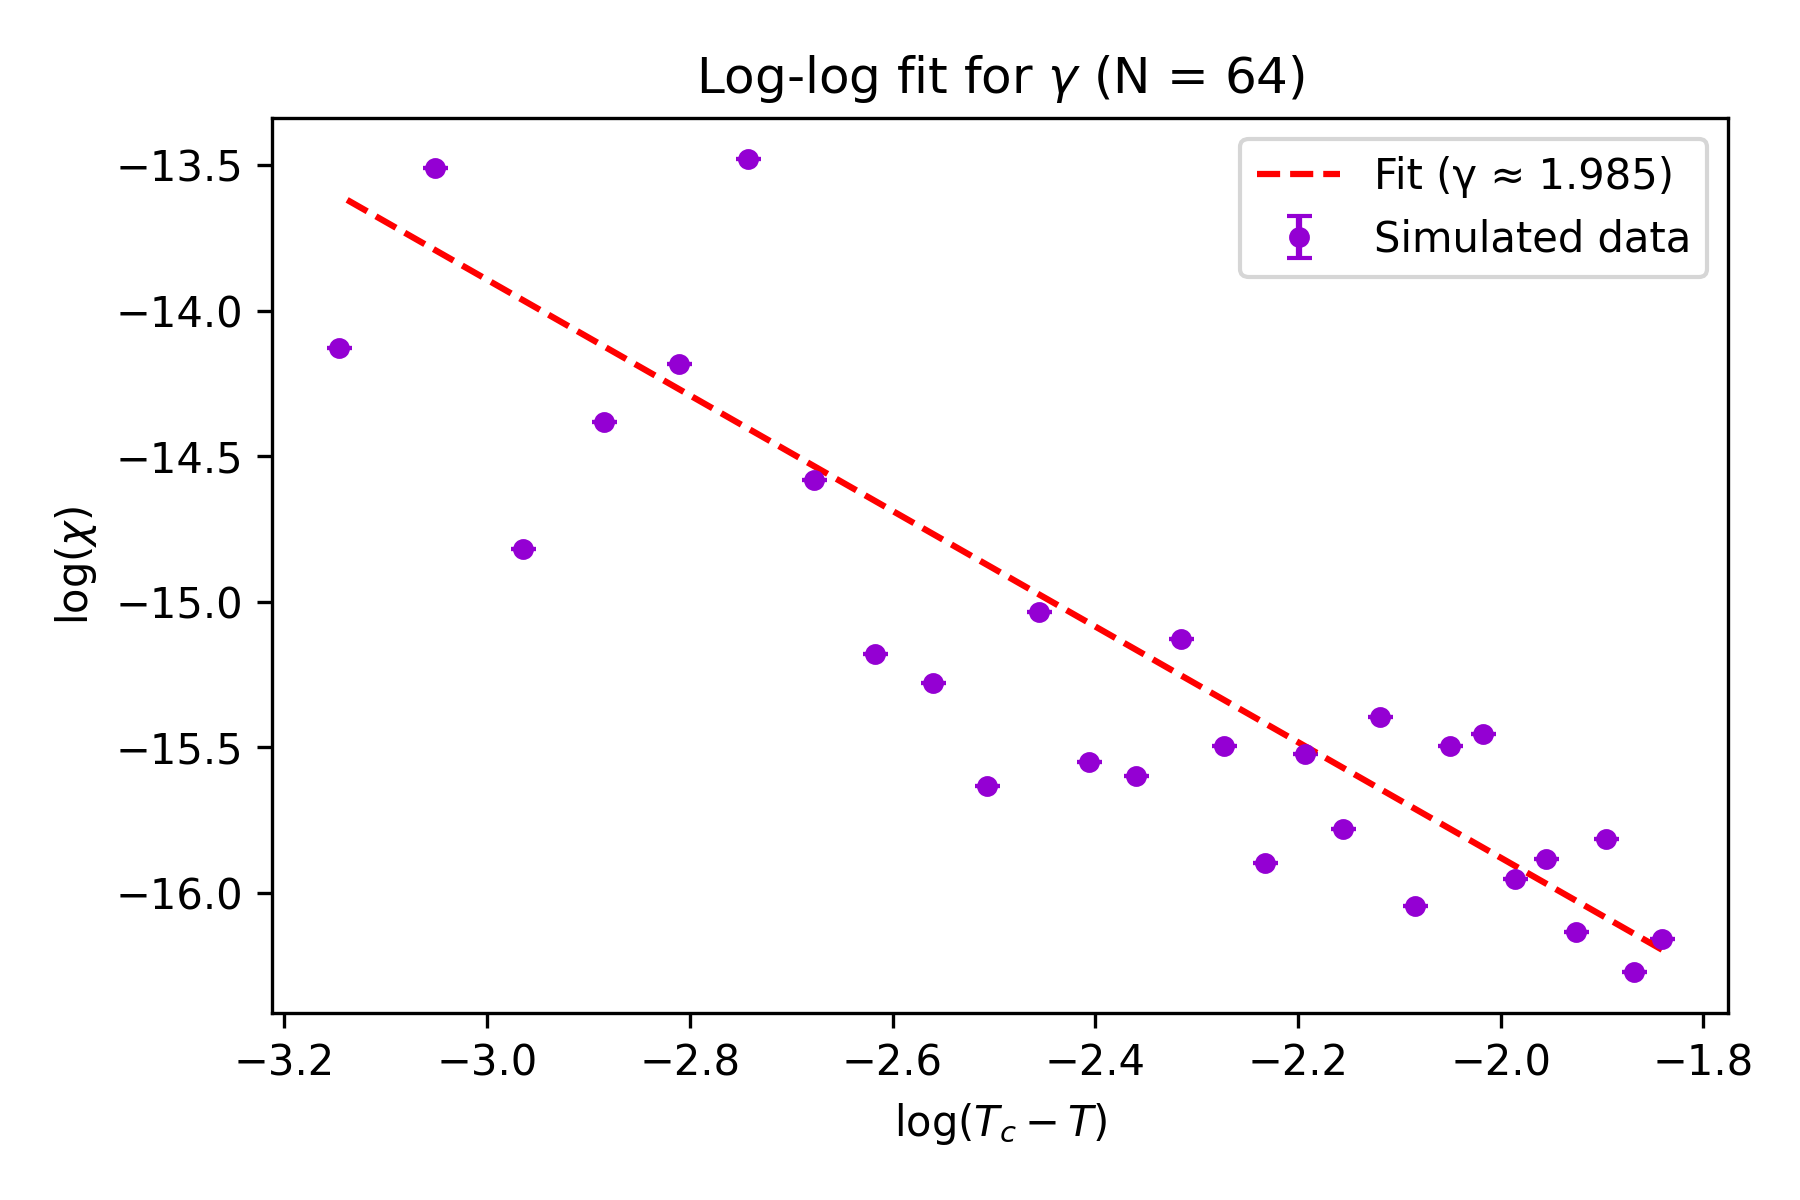 Log-log fit for γ (N = 64)
Fit (γ ≈ 1.985)
Simulated data
−13.5
−14.0
−14.5
−15.0
−15.5
−16.0
log(χ)
−3.2 −3.0 −2.8 −2.6 −2.4 −2.2 −2.0 −1.8
log(T_c − T)